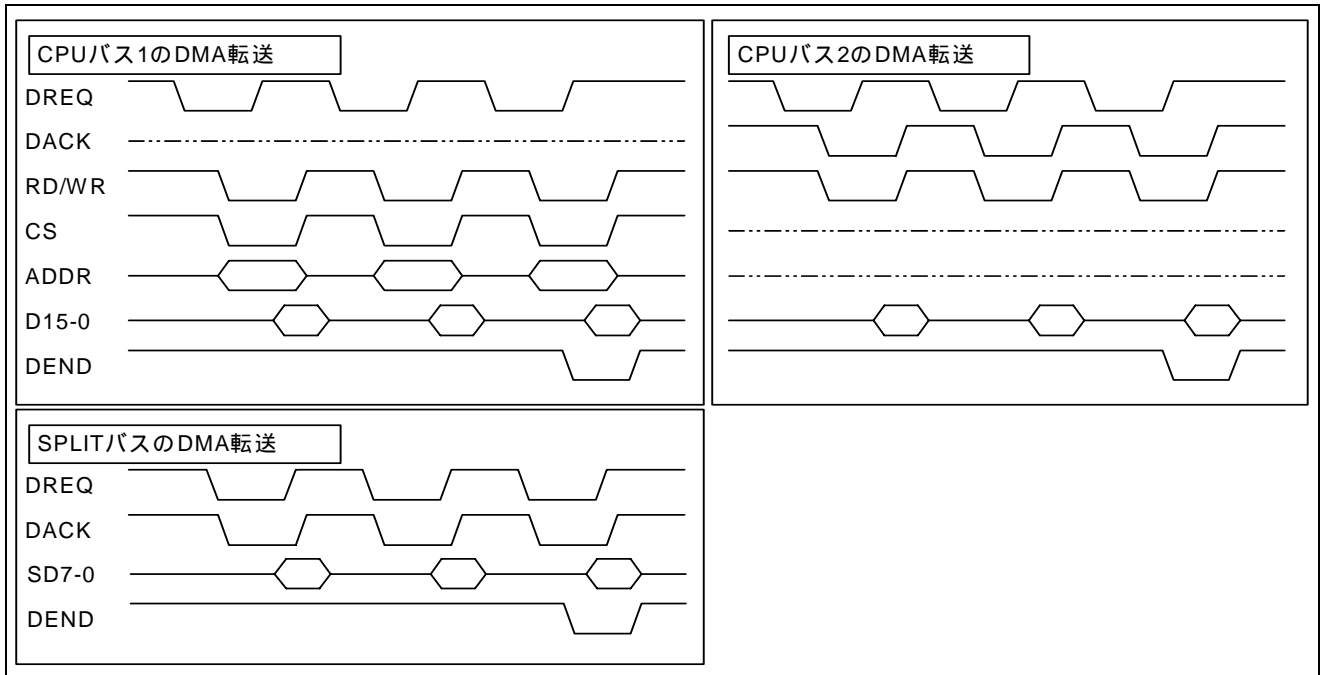 CPUバス1のDMA転送
DREQ
DACK
RD/WR
CS
ADDR
D15-0
DEND
CPUバス2のDMA転送
SPLITバスのDMA転送
DREQ
DACK
SD7-0
DEND